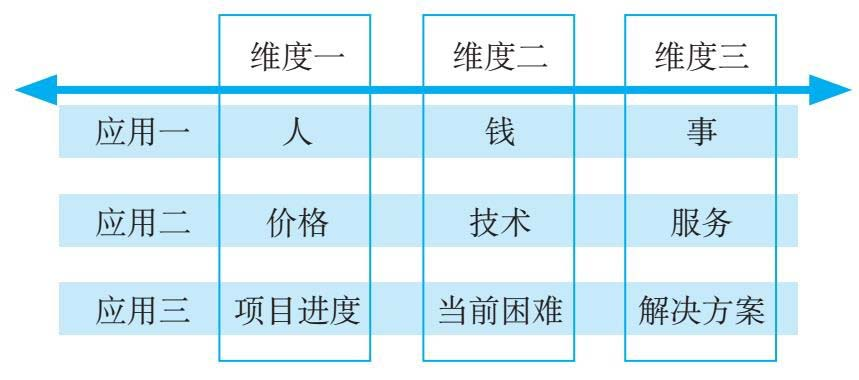 维度一 维度二 维度三
应用一 人 钱 事
应用二 价格 技术 服务
应用三 项目进度 当前困难 解决方案